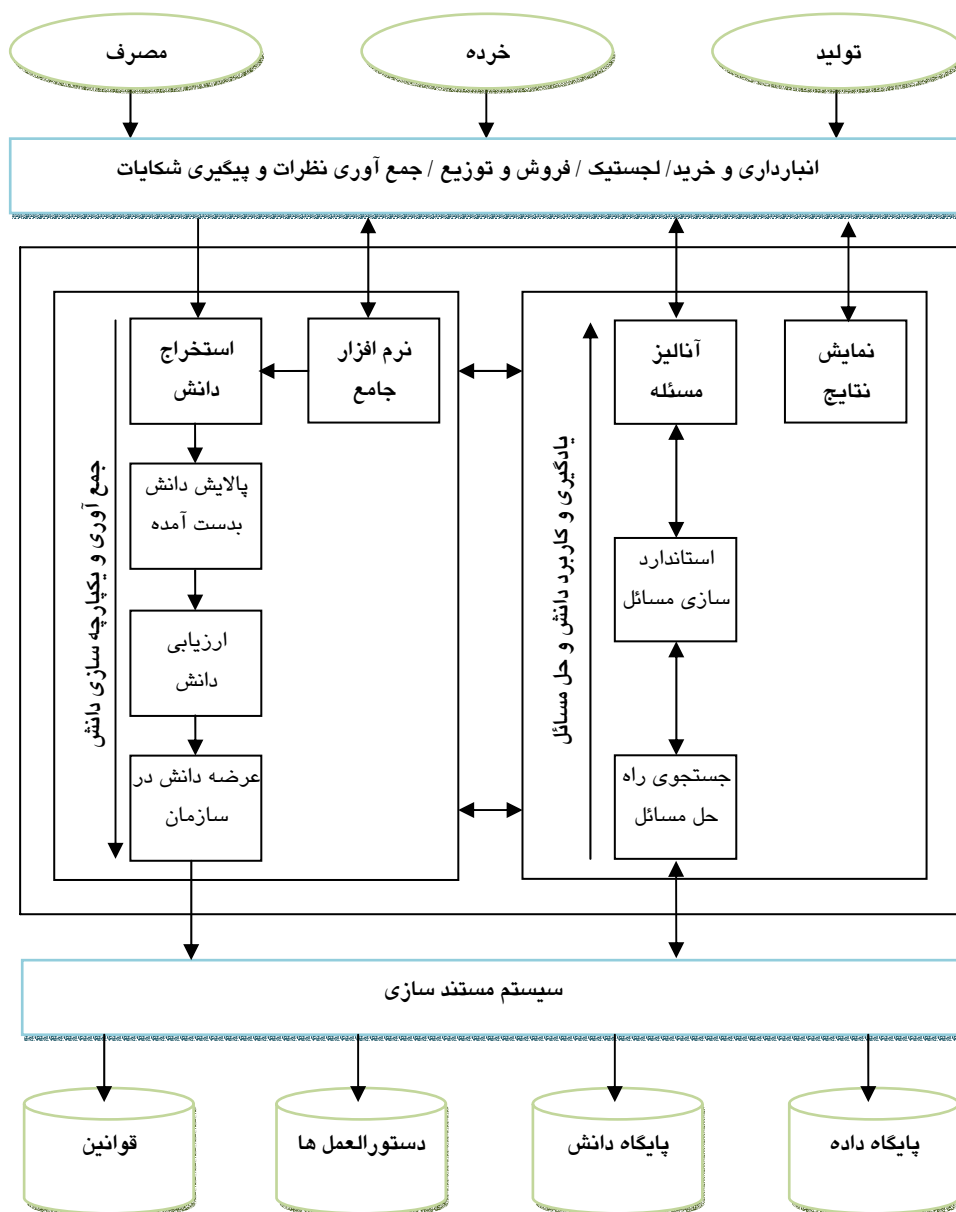 تولید
خرده
مصرف
انبارداری و خرید/ لجستیک / فروش و توزیع / جمع آوری نظرات و پیگیری شکایات
نمایش
نتایج
آنالیز
مسئله
استاندارد
سازی مسائل
جستجوی راه
حل مسائل
یادگیری و کاربرد دانش و حل مسائل
نرم افزار
جامع
استخراج
دانش
پالایش دانش
بدست آمده
ارزیابی
دانش
عرضه دانش در
سازمان
جمع آوری و یکپارچه سازی دانش
سیستم مستند سازی
پایگاه داده
پایگاه دانش
دستورالعمل ها
قوانین